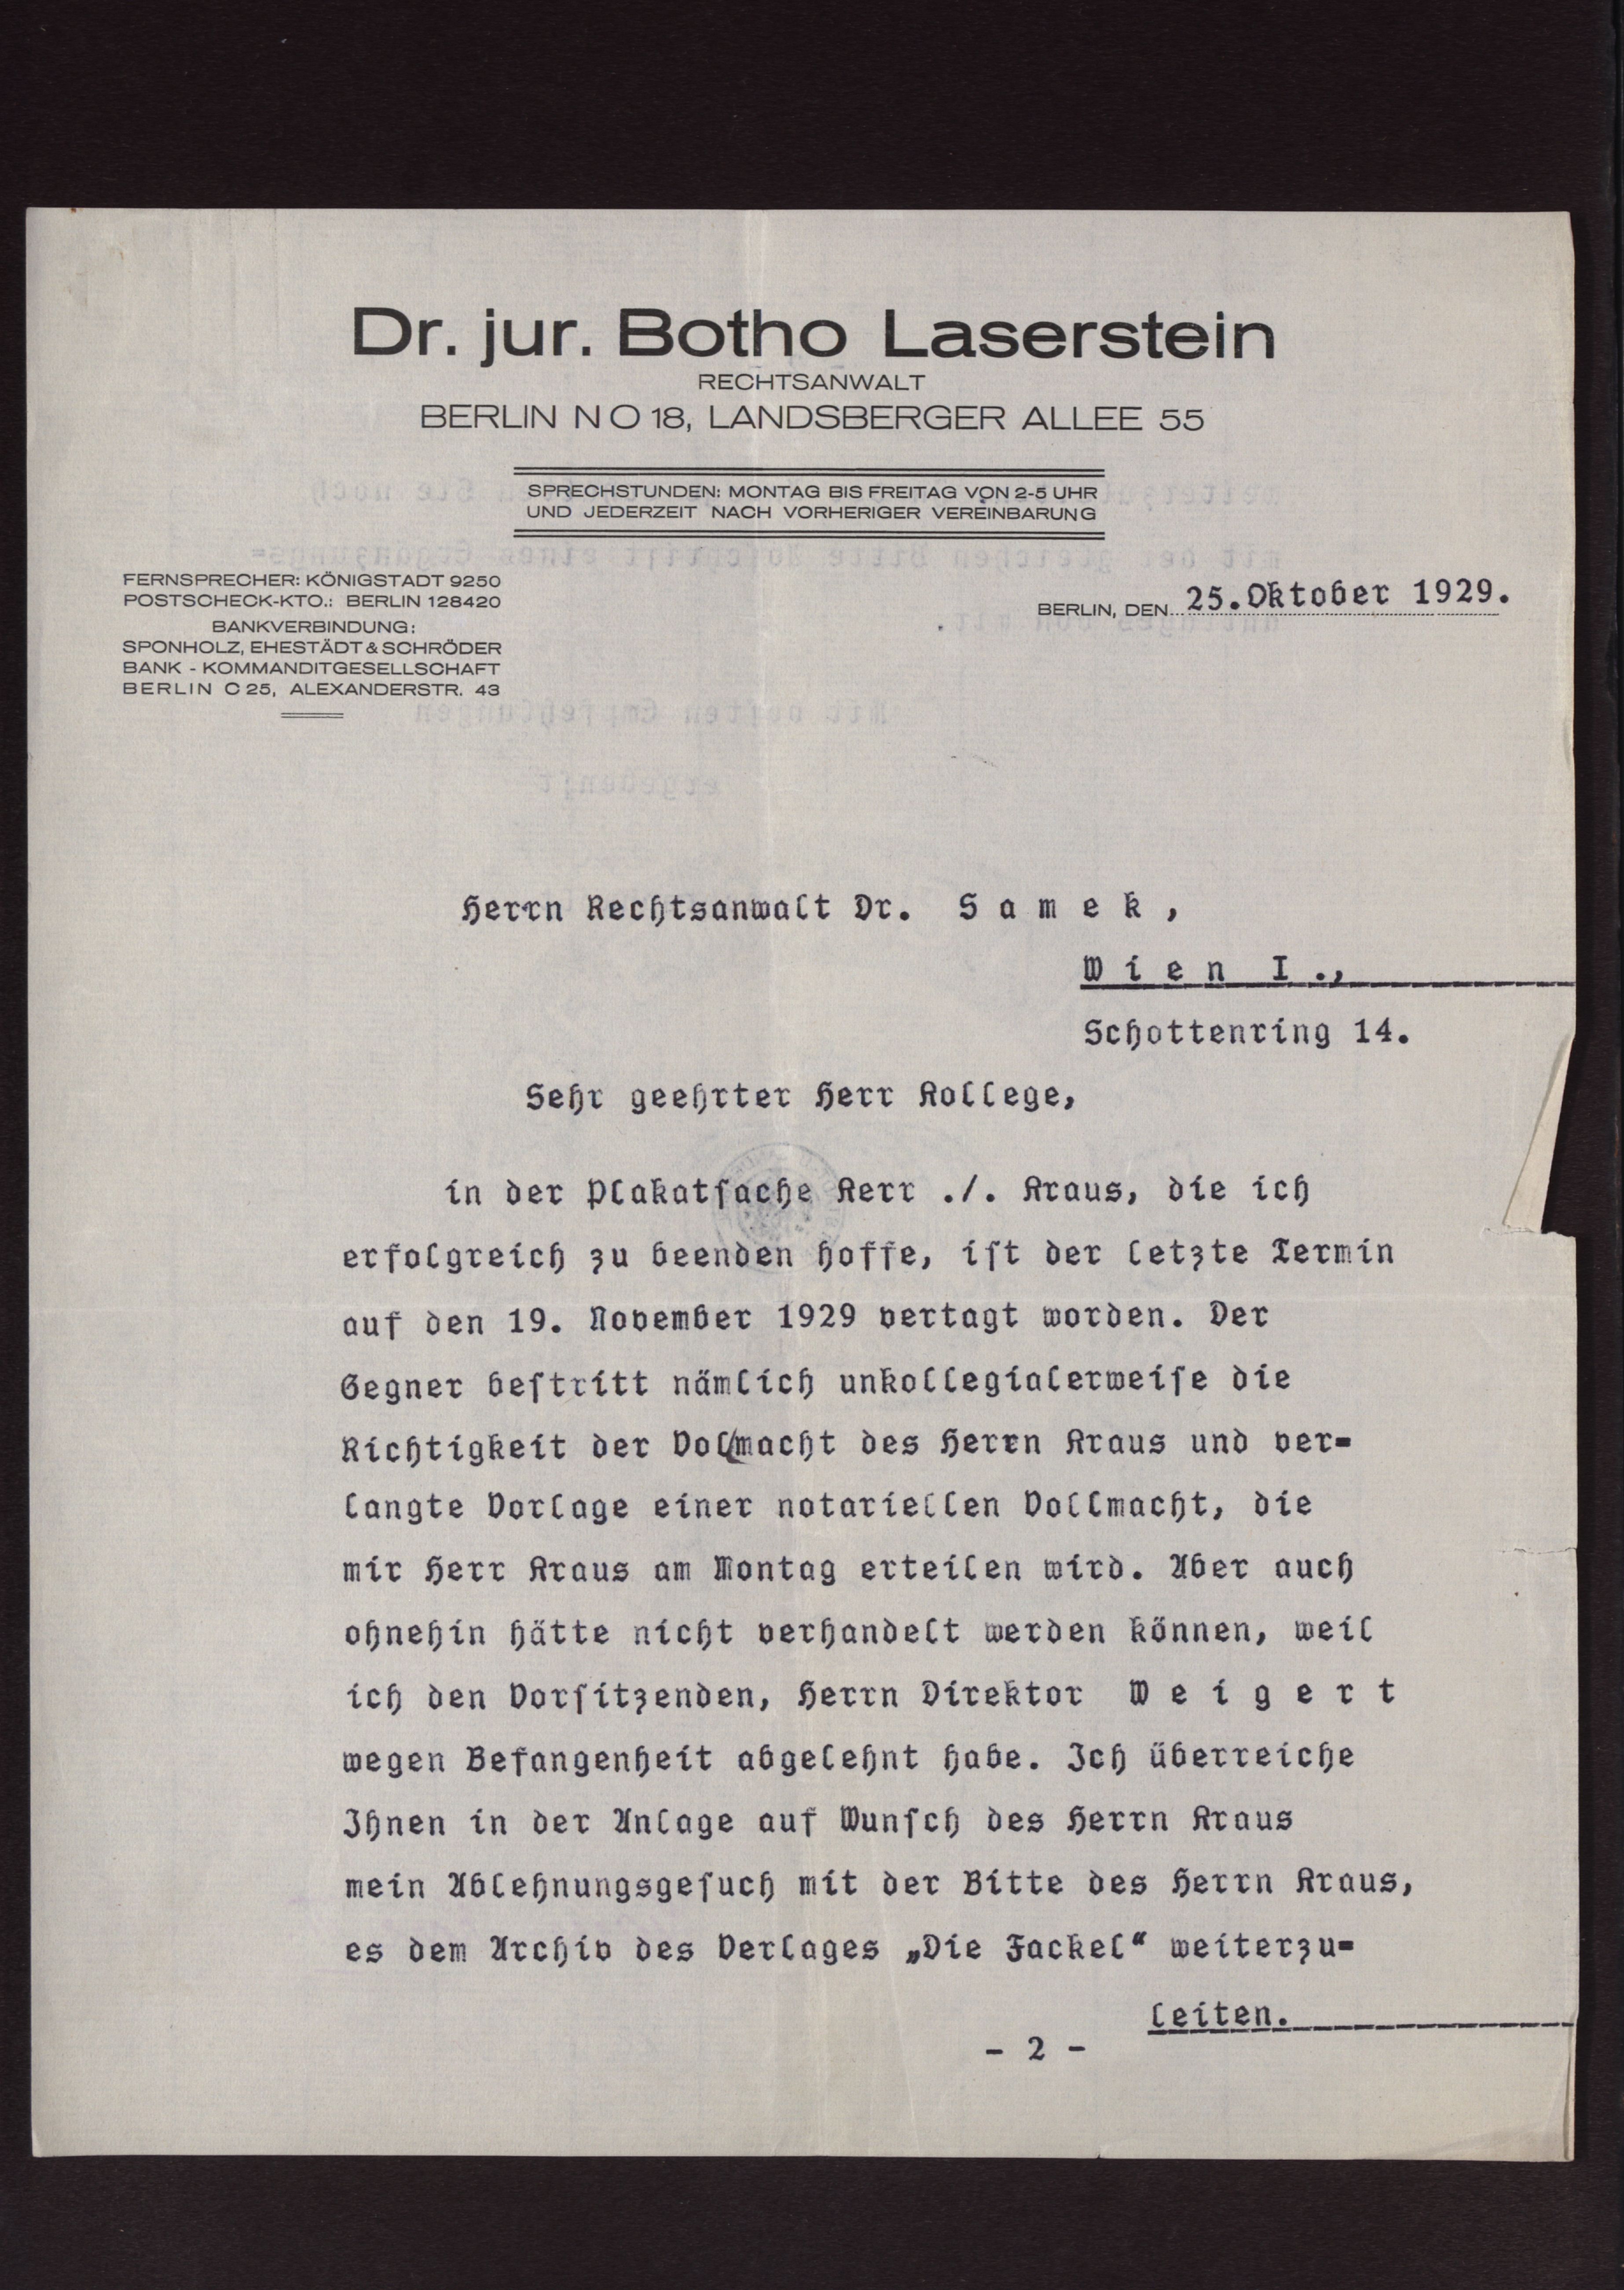 Dr. jur. Botho Laserstein
RECHTSANWALT
BERLIN NO 18, LANDSBERGER ALLEE 55
SPRECHSTUNDEN: MONTAG BIS FREITAG VON 2-5 UHR
UND JEDERZEIT NACH VORHERIGER VEREINBARUNG
FERNSPRECHER: KÖNIGSTADT 9250
POSTSCHECK-KTO.: BERLIN 128420
BANKVERBINDUNG:
SPONHOLZ, EHESTÄDT & SCHRÖDER
BANK - KOMMANDITGESELLSCHAFT
BERLIN C 25, ALEXANDERSTR. 43
BERLIN, DEN 25.Oktober 1929.
Herrn Rechtsanwalt Dr. S a m e k ,
W i e n I .,
Schottenring 14.
Sehr geehrter Herr Kollege,
in der Plakatſache Kerr ./. Kraus, die ich
erfolgreich zu beenden hoffe, iſt der letzte Termin
auf den 19. November 1929 vertagt worden. Der
Gegner beſtritt nämlich unkollegialerweiſe die
Richtigkeit der Vollmacht des Herrn Kraus und ver=
langte Vorlage einer notariellen Vollmacht, die
mir Herr Kraus am Montag erteilen wird. Aber auch
ohnehin hätte nicht verhandelt werden können, weil
ich den Vorſitzenden, Herrn Direktor W e i g e r t
wegen Befangenheit abgelehnt habe. Ich überreiche
Ihnen in der Anlage auf Wunſch des Herrn Kraus
mein Ablehnungsgeſuch mit der Bitte des Herrn Kraus,
es dem Archiv des Verlages „Die Fackel“ weiterzu=
leiten.
- 2 -